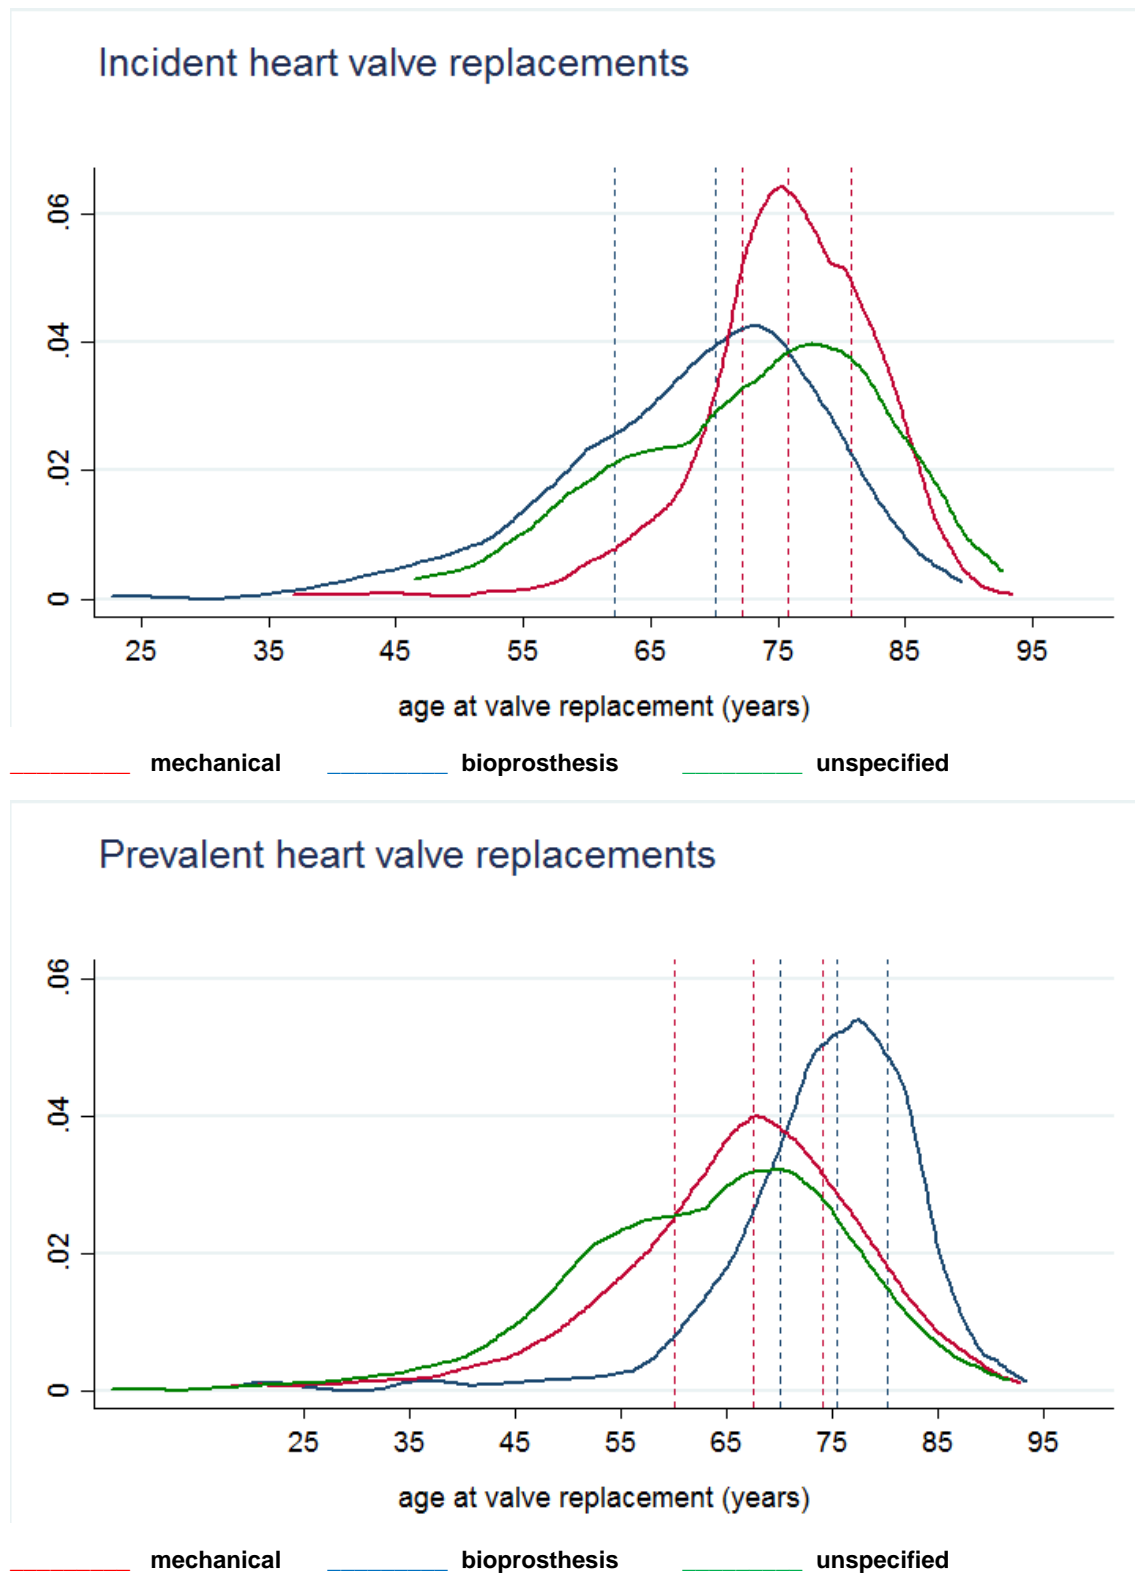 Incident heart valve replacements
.06
.04
.02
0
25 35 45 55 65 75 85 95
age at valve replacement (years)
mechanical bioprosthesis unspecified
Prevalent heart valve replacements
.06
.04
.02
0
25 35 45 55 65 75 85 95
age at valve replacement (years)
mechanical bioprosthesis unspecified